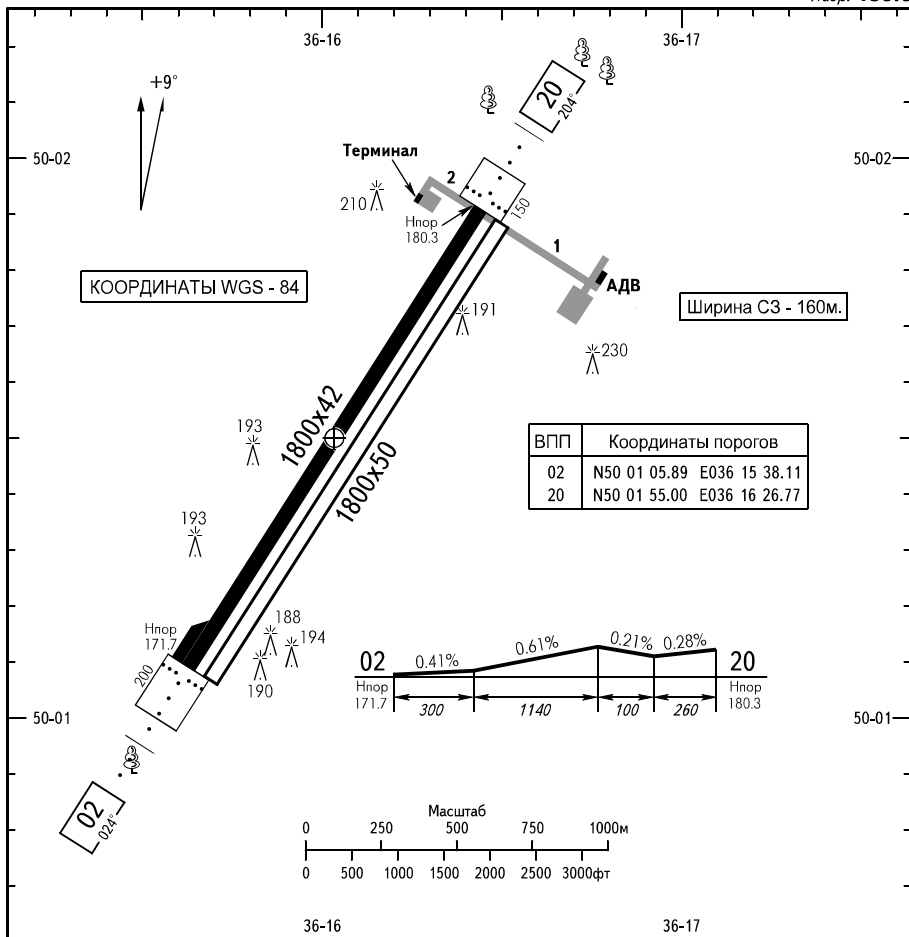 36-16
36-17
+9°
20
204°
50-02
50-02
Терминал
2
210
150
Нпор
180.3
1
АДВ
КООРДИНАТЫ WGS - 84
Ширина СЗ - 160м.
191
230
1800x42
1800x50
193
ВПП Координаты порогов
02 N50 01 05.89 E036 15 38.11
20 N50 01 55.00 E036 16 26.77
193
188
194
190
Нпор
171.7
200
02 0.41% 0.61% 0.21% 0.28% 20
Нпор
171.7
300 1140 100 260
Нпор
180.3
50-01
50-01
02
024°
Масштаб
0 250 500 750 1000м
0 500 1000 1500 2000 2500 3000фт
36-16
36-17